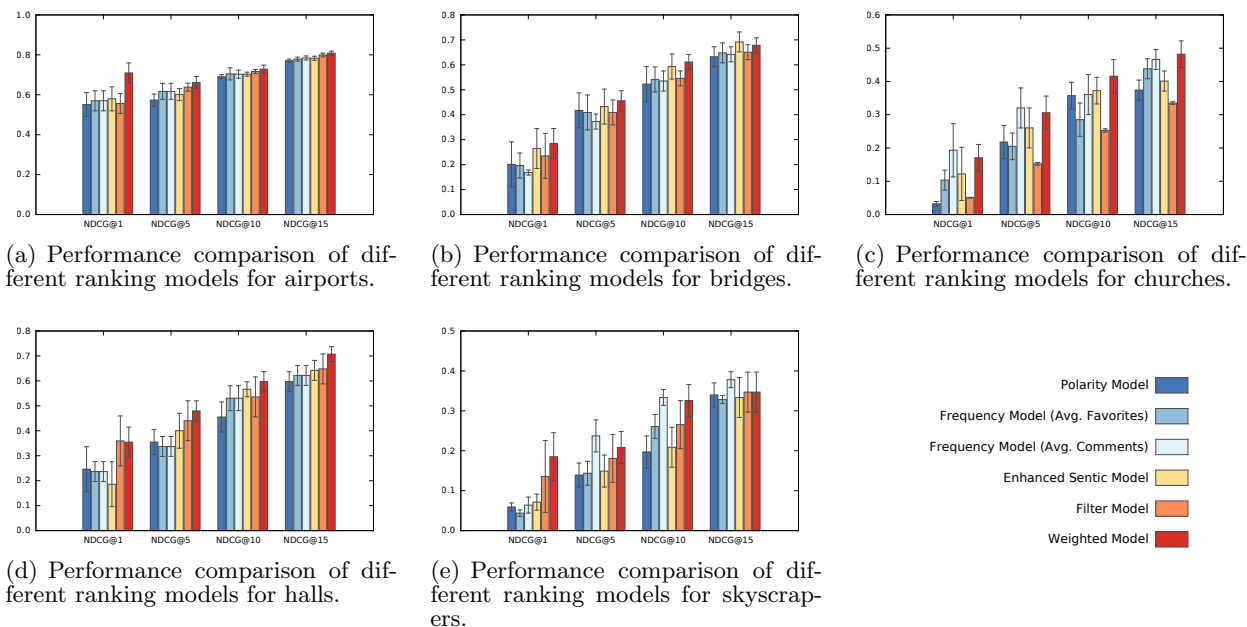 1.0
0.8
0.6
0.4
0.2
0.0
NDCG@1 NDCG@5 NDCG@10 NDCG@15
(a) Performance comparison of dif-
ferent ranking models for airports.
0.8
0.7
0.6
0.5
0.4
0.3
0.2
0.1
0.0
NDCG@1 NDCG@5 NDCG@10 NDCG@15
(b) Performance comparison of dif-
ferent ranking models for bridges.
0.6
0.5
0.4
0.3
0.2
0.1
0.0
NDCG@1 NDCG@5 NDCG@10 NDCG@15
(c) Performance comparison of dif-
ferent ranking models for churches.
0.8
0.7
0.6
0.5
0.4
0.3
0.2
0.1
0.0
NDCG@1 NDCG@5 NDCG@10 NDCG@15
(d) Performance comparison of dif-
ferent ranking models for halls.
0.5
0.4
0.3
0.2
0.1
0.0
NDCG@1 NDCG@5 NDCG@10 NDCG@15
(e) Performance comparison of dif-
ferent ranking models for skyscrap-
ers.
Polarity Model
Frequency Model (Avg. Favorites)
Frequency Model (Avg. Comments)
Enhanced Sentic Model
Filter Model
Weighted Model